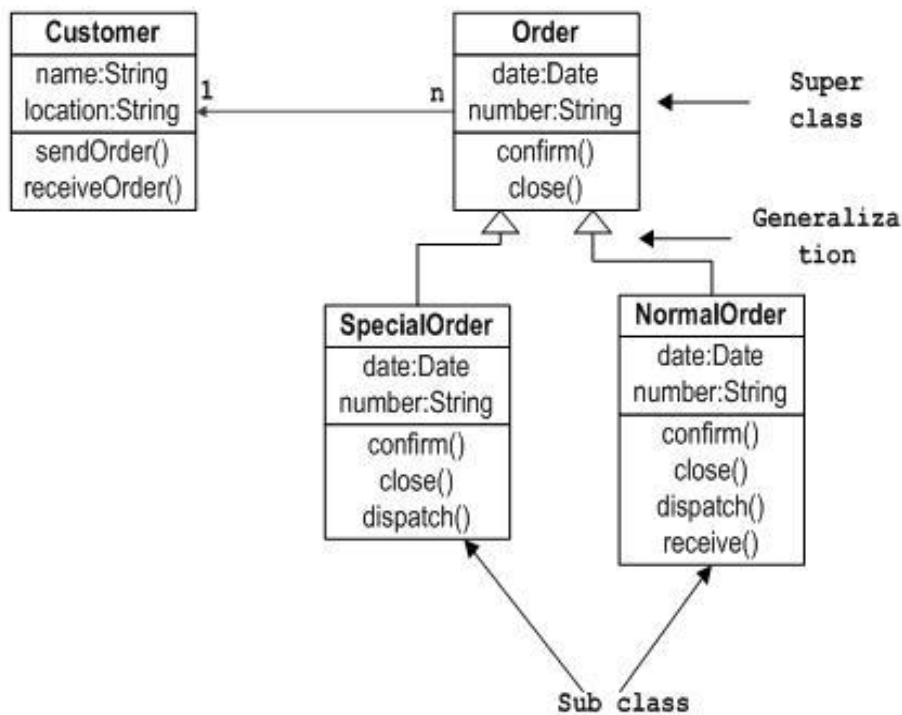 Customer
name:String
location:String
sendOrder()
receiveOrder()
1
n
Order
date:Date
number:String
confirm()
close()
Super
class
Generaliza
tion
SpecialOrder
date:Date
number:String
confirm()
close()
dispatch()
NormalOrder
date:Date
number:String
confirm()
close()
dispatch()
receive()
Sub class